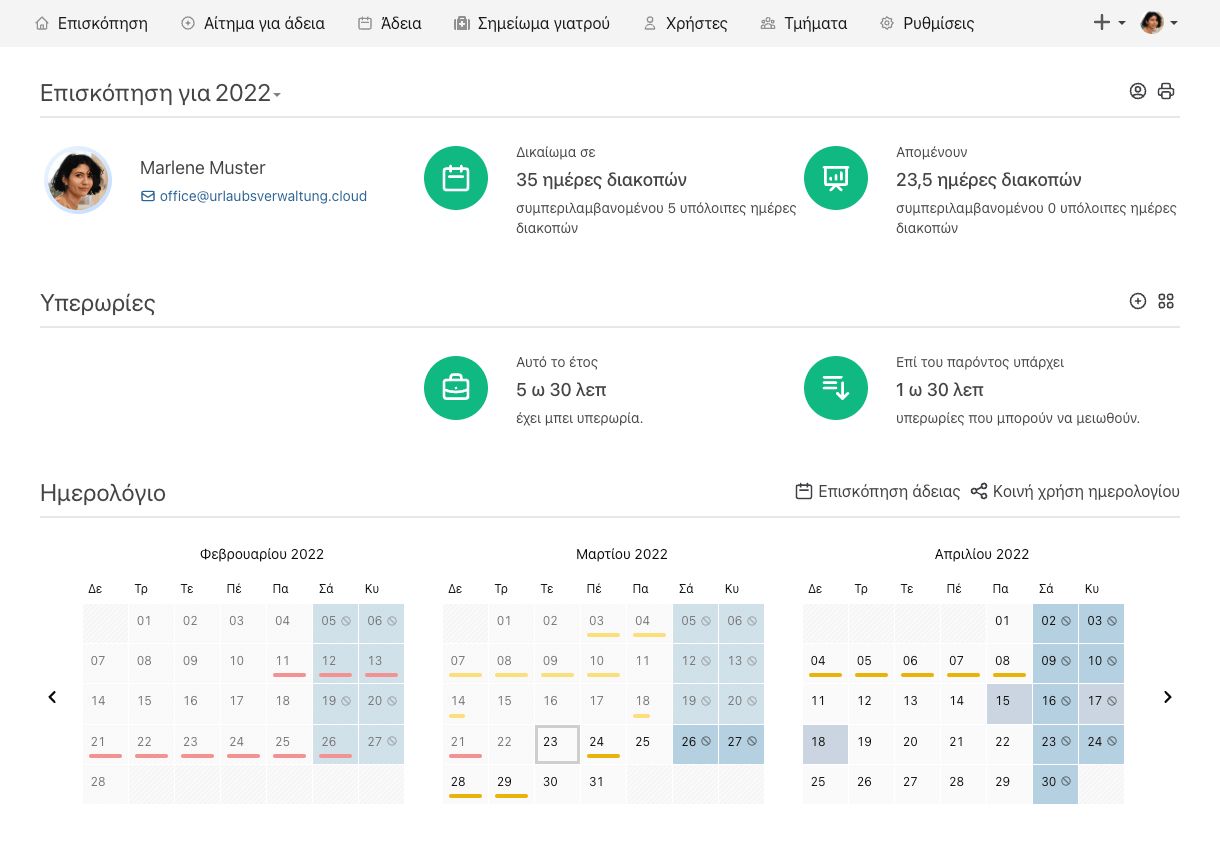 Επισκόπηση Αίτημα για άδεια Άδεια Σημείωμα γιατρού Χρήστες Τμήματα Ρυθμίσεις
Επισκόπηση για 2022
Marlene Muster
office@urlaubsverwaltung.cloud
Δικαίωμα σε
35 ημέρες διακοπών
συμπεριλαμβανομένου 5 υπόλοιπες ημέρες
διακοπών
Απομένουν
23,5 ημέρες διακοπών
συμπεριλαμβανομένου 0 υπόλοιπες ημέρες
διακοπών
Υπερωρίες
Αυτό το έτος
5 ω 30 λεπ
έχει μπει υπερωρία.
Επί του παρόντος υπάρχει
1 ω 30 λεπ
υπερωρίες που μπορούν να μειωθούν.
Ημερολόγιο
Επισκόπηση άδειας Κοινή χρήση ημερολογίου
Φεβρουαρίου 2022
Δε Τρ Τε Πέ Πα Σά Κυ
01 02 03 04 05 06
07 08 09 10 11 12 13
14 15 16 17 18 19 20
21 22 23 24 25 26 27
28
Μαρτίου 2022
Δε Τρ Τε Πέ Πα Σά Κυ
01 02 03 04 05 06
07 08 09 10 11 12 13
14 15 16 17 18 19 20
21 22 23 24 25 26 27
28 29 30 31
Απριλίου 2022
Δε Τρ Τε Πέ Πα Σά Κυ
01 02 03
04 05 06 07 08 09 10
11 12 13 14 15 16 17
18 19 20 21 22 23 24
25 26 27 28 29 30